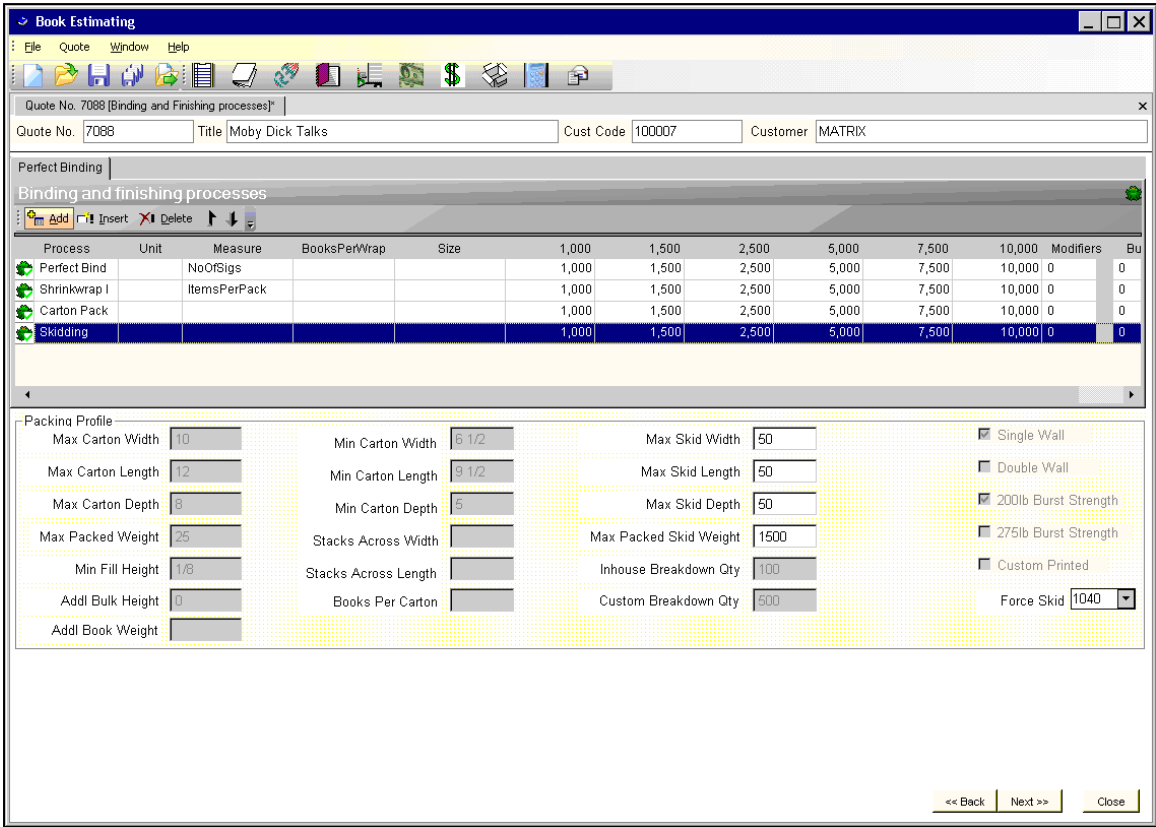 Book Estimating
File Quote Window Help
Quote No. 7088 [Binding and Finishing processes]*
Quote No. 7088 Title Moby Dick Talks Cust Code 100007 Customer MATRIX
Perfect Binding
Binding and finishing processes
Add Insert Delete
Process Unit Measure BooksPerWrap Size 1,000 1,500 2,500 5,000 7,500 10,000 Modifiers Bu
Perfect Bind NoOfSigs 1,000 1,500 2,500 5,000 7,500 10,000 0 0
Shrinkwrap I ItemsPerPack 1,000 1,500 2,500 5,000 7,500 10,000 0 0
Carton Pack 1,000 1,500 2,500 5,000 7,500 10,000 0 0
Skidding 1,000 1,500 2,500 5,000 7,500 10,000 0 0
Packing Profile
Max Carton Width 10 Min Carton Width 6 1/2 Max Skid Width 50 Single Wall
Max Carton Length 12 Min Carton Length 9 1/2 Max Skid Length 50 Double Wall
Max Carton Depth 8 Min Carton Depth 5 Max Skid Depth 50 200lb Burst Strength
Max Packed Weight 25 Stacks Across Width Max Packed Skid Weight 1500 275lb Burst Strength
Min Fill Height 1/8 Stacks Across Length Inhouse Breakdown Qty 100 Custom Printed
Addl Bulk Height 0 Books Per Carton Custom Breakdown Qty 500 Force Skid 1040
Addl Book Weight
<< Back Next >> Close